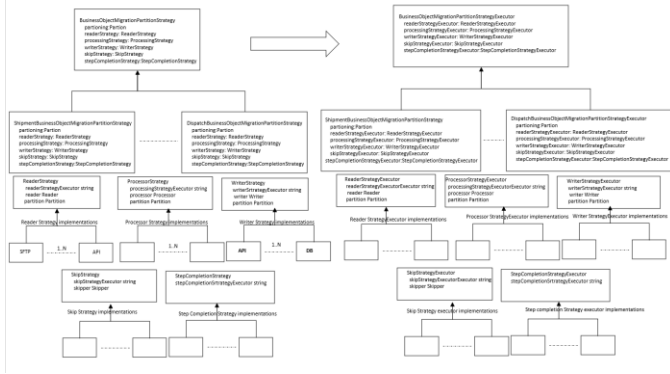 BusinessObjectMigrationPartitionStrategy
partioning Partion
readerStrategy: ReaderStrategy
processingStrategy: ProcessingStrategy
writerStrategy: WriterStrategy
skipStrategy: SkipStrategy
stepCompletionStrategy: StepCompletionStrategy
ShipmentBusinessObjectMigrationPartitionStrategy
partioning Partion
readerStrategy: ReaderStrategy
processingStrategy: ProcessingStrategy
writerStrategy: WriterStrategy
skipStrategy: SkipStrategy
stepCompletionStratagy: StepCompletionStrategy
DispatchBusinessObjectMigrationPartitionStrategy
partioning Partion
readerStrategy: ReaderStrategy
processingStrategy: ProcessingStrategy
writerStrategy: WriterStrategy
skipStrategy: SkipStrategy
stepCompletionStrategy: StepCompletionStrategy
ReaderStrategy
readerStrategyExecutor string
reader Reader
partition Partition
ProcessorStrategy
processingStrategyExecutor string
processor Processor
partition Partition
WriterStrategy
writerStrategyExecutor string
writer Writer
partition Partition
Reader Strategy implementations
Processor Strategy implementations
Writer Strategy implementations
SFTP
1..N
API
1..N
API
1..N
DB
SkipStrategy
skipStrategyExecutor string
skipper Skipper
StepCompletionStrategy
stepCompletionStrategyExecutor string
Skip Strategy implementations
Step Completion Strategy implementations
BusinessObjectMigrationPartitionStrategyExecutor
readerStrategyExecutor: ReaderStrategyExecutor
processingStrategyExecutor: ProcessingStrategyExecutor
writerStrategyExecutor: WriterStrategyExecutor
skipStrategyExecutor: SkipStrategyExecutor
stepCompletionStrategyExecutor: StepCompletionStrategyExecutor
ShipmentBusinessObjectMigrationPartitionStrategy
partioning Partion
readerStrategyExecutor: ReaderStrategyExecutor
processingStrategyExecutor: ProcessingStrategyExecutor
writerStrategyExecutor: WriterStrategyExecutor
skipStrategyExecutor: SkipStrategyExecutor
stepCompletionStrategyExecutor: StepCompletionStrategyExecutor
DispatchBusinessObjectMigrationPartitionStrategyExecutor
partioning Partion
readerStrategyExecutor: ReaderStrategyExecutor
processingStrategyExecutor: ProcessingStrategyExecutor
writerStrategyExecutor: WriterStrategyExecutor
skipStrategyExecutor: SkipStrategyExecutor
stepCompletionStrategyExecutor: StepCompletionStrategyExecutor
ReaderStrategyExecutor
readerStrategyExecutorExecutor string
reader Reader
partition Partition
ProcessorStrategyExecutor
processingStrategyExecutorExecutor string
processor Processor
partition Partition
WriterStrategyExecutor
writerStrategyExecutor string
writer Writer
partition Partition
Reader StrategyExecutor implementations
Processor StrategyExecutor implementations
Writer StrategyExecutor implementations
SkipStrategyExecutor
skipStrategyExecutorExecutor string
skipper Skipper
StepCompletionStrategyExecutor
stepCompletionStrategyExecutor string
Skip Strategy executor implementations
Step completion Strategy executor implementations